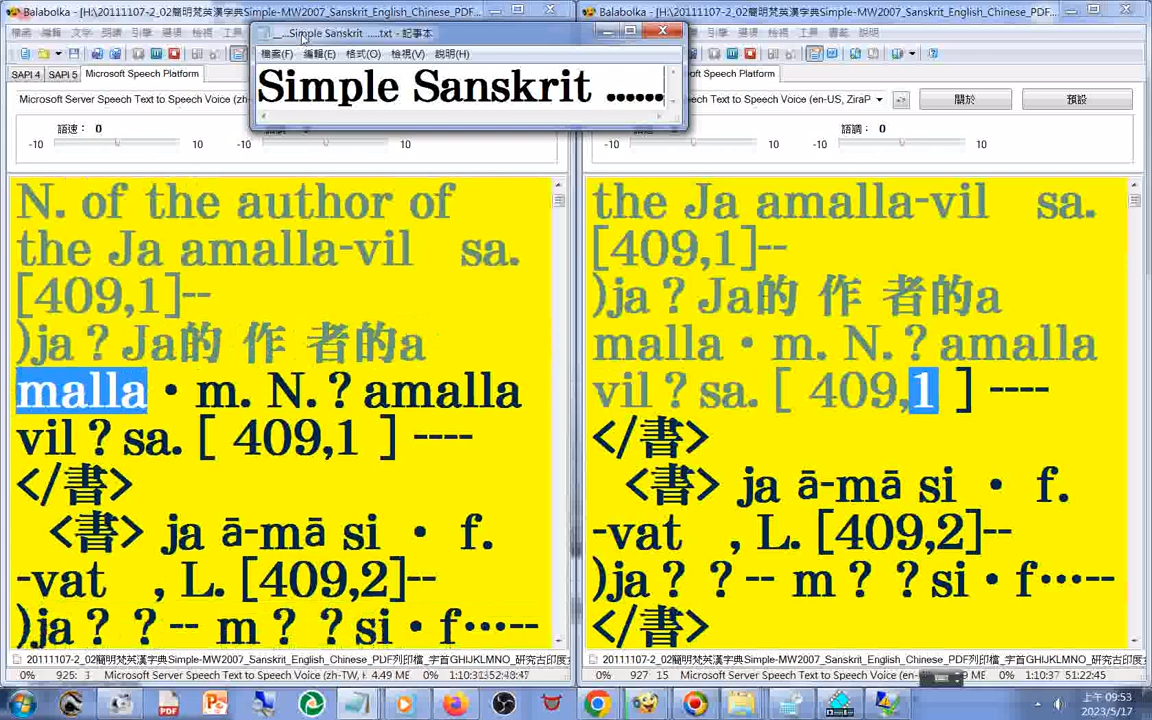 Balabolka - [H:\20111107-2_02簡明梵英漢字典Simple-MW2007_Sanskrit_English_Chinese_PDF...
Balabolka - [H:\20111107-2_02簡明梵英漢字典Simple-MW2007_Sanskrit_English_Chinese_PDF...
__...Simple Sanskrit .....txt - 記事本
檔案(F) 編輯(E) 格式(O) 檢視(V) 說明(H)
Simple Sanskrit ......
SAPI 4 SAPI 5 Microsoft Speech Platform
Speech Platform
Microsoft Server Speech Text to Speech Voice (zh-
Speech Text to Speech Voice (en-US, ZiraP
關於
預設
語速： 0
語調： 0
-10 10 -10 10
10 -10 10
N. of the author of
the Ja amalla-vil sa.
[409,1]--
)ja？Ja的 作 者的a
malla・m. N.？amalla
vil？sa. [ 409,1 ] ----
</書>
<書> ja ā-mā si ・ f.
-vat , L. [409,2]--
)ja？？-- m？？si・f…--
the Ja amalla-vil sa.
[409,1]--
)ja？Ja的 作 者的a
malla・m. N.？amalla
vil？sa. [ 409,1 ] ----
</書>
<書> ja ā-mā si ・ f.
-vat , L. [409,2]--
)ja？？-- m？？si・f…--
</書>
20111107-2_02簡明梵英漢字典Simple-MW2007_Sanskrit_English_Chinese_PDF列印檔_字首GHIJKLMNO_研究古印度
20111107-2_02簡明梵英漢字典Simple-MW2007_Sanskrit_English_Chinese_PDF列印檔_字首GHIJKLMNO_研究古印度
0% 925: Microsoft Server Speech Text to Speech Voice (zh-TW, 4.49 ME 0%
0% 927 15 Microsoft Server Speech Text to Speech Voice (en- 0%
上午 09:53
2023/5/17